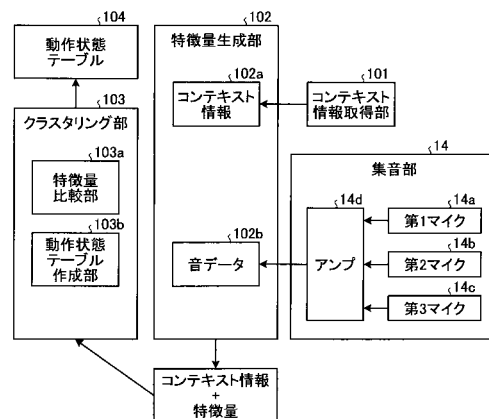 104
動作状態
テーブル
103
クラスタリング部
103a
特徴量
比較部
103b
動作状態
テーブル
作成部
102
特徴量生成部
102a
コンテキスト
情報
102b
音データ
101
コンテキスト
情報取得部
14
集音部
14d
アンプ
14a
第1マイク
14b
第2マイク
14c
第3マイク
コンテキスト情報
+
特徴量